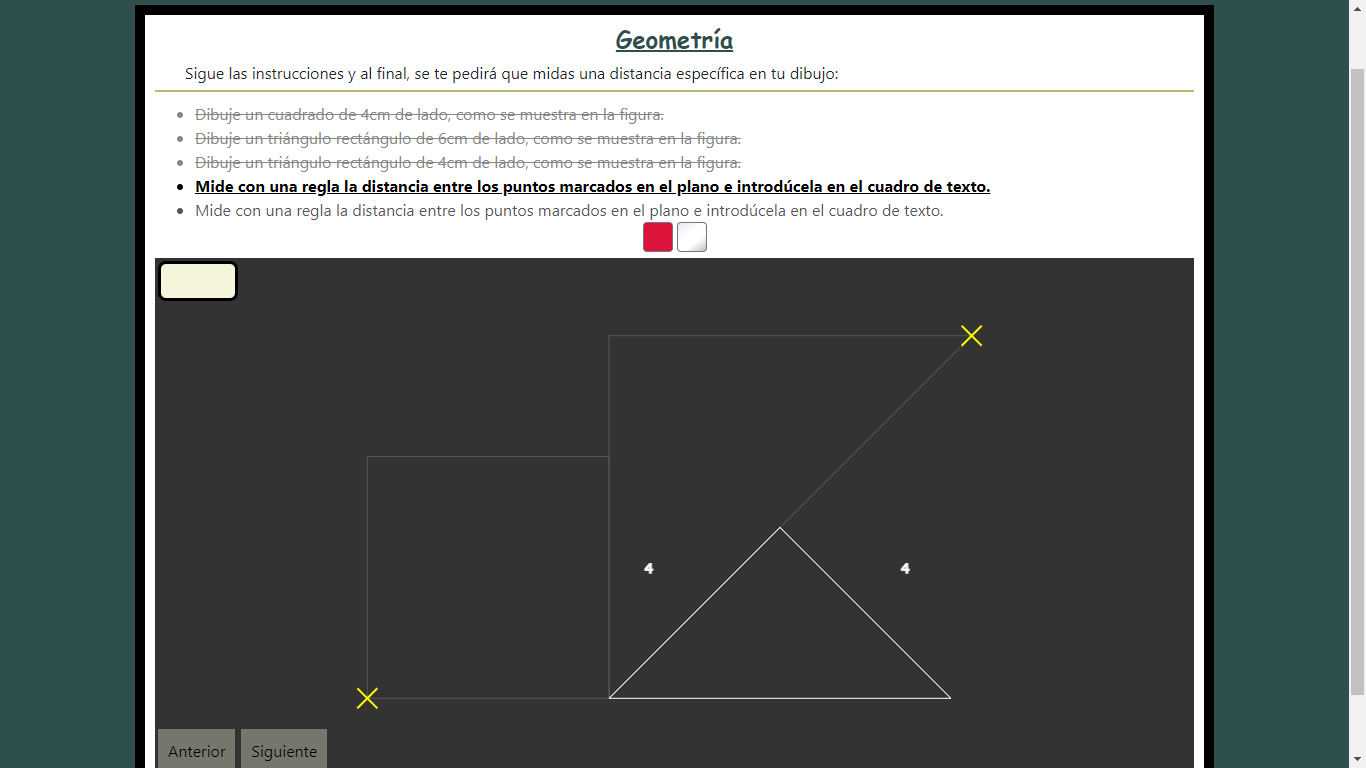 Geometría
Sigue las instrucciones y al final, se te pedirá que midas una distancia específica en tu dibujo:
Dibuje un cuadrado de 4cm de lado, como se muestra en la figura.
Dibuje un triángulo rectángulo de 6cm de lado, como se muestra en la figura.
Dibuje un triángulo rectángulo de 4cm de lado, como se muestra en la figura.
Mide con una regla la distancia entre los puntos marcados en el plano e introdúcela en el cuadro de texto.
Mide con una regla la distancia entre los puntos marcados en el plano e introdúcela en el cuadro de texto.
4 4
Anterior Siguiente